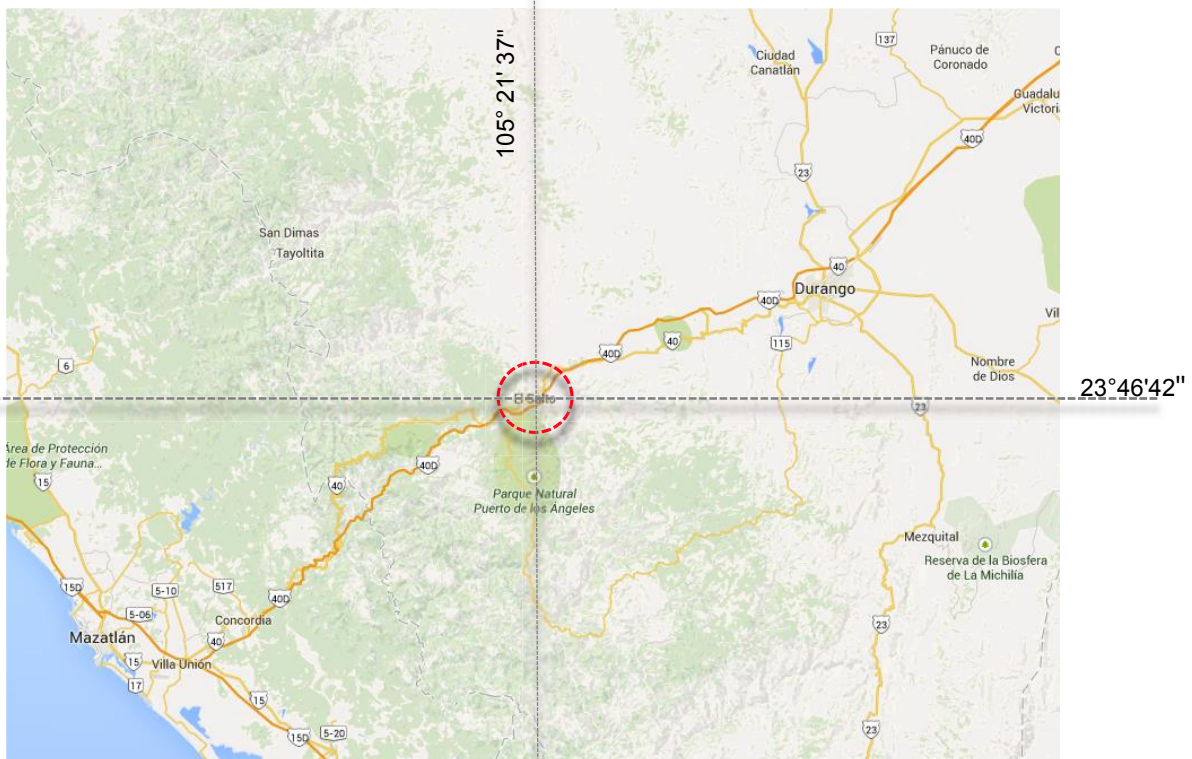 105° 21' 37"
137
Ciudad
Canatlán
Pánuco de
Coronado
Guadalu
Victori
40D
23
San Dimas
Tayoltita
40
Durango
40D
Vil
40
115
40D
6
Nombre
de Dios
El Salto
23°46'42"
23
Área de Protección
de Flora y Fauna...
15
40D
40
Parque Natural
Puerto de los Ángeles
Mezquital
Reserva de la Biosfera
de La Michilía
15D
5-10
517
40D
5-06
Concordia
23
Mazatlán
40
15
Villa Unión
17
15
15D
5-20
23